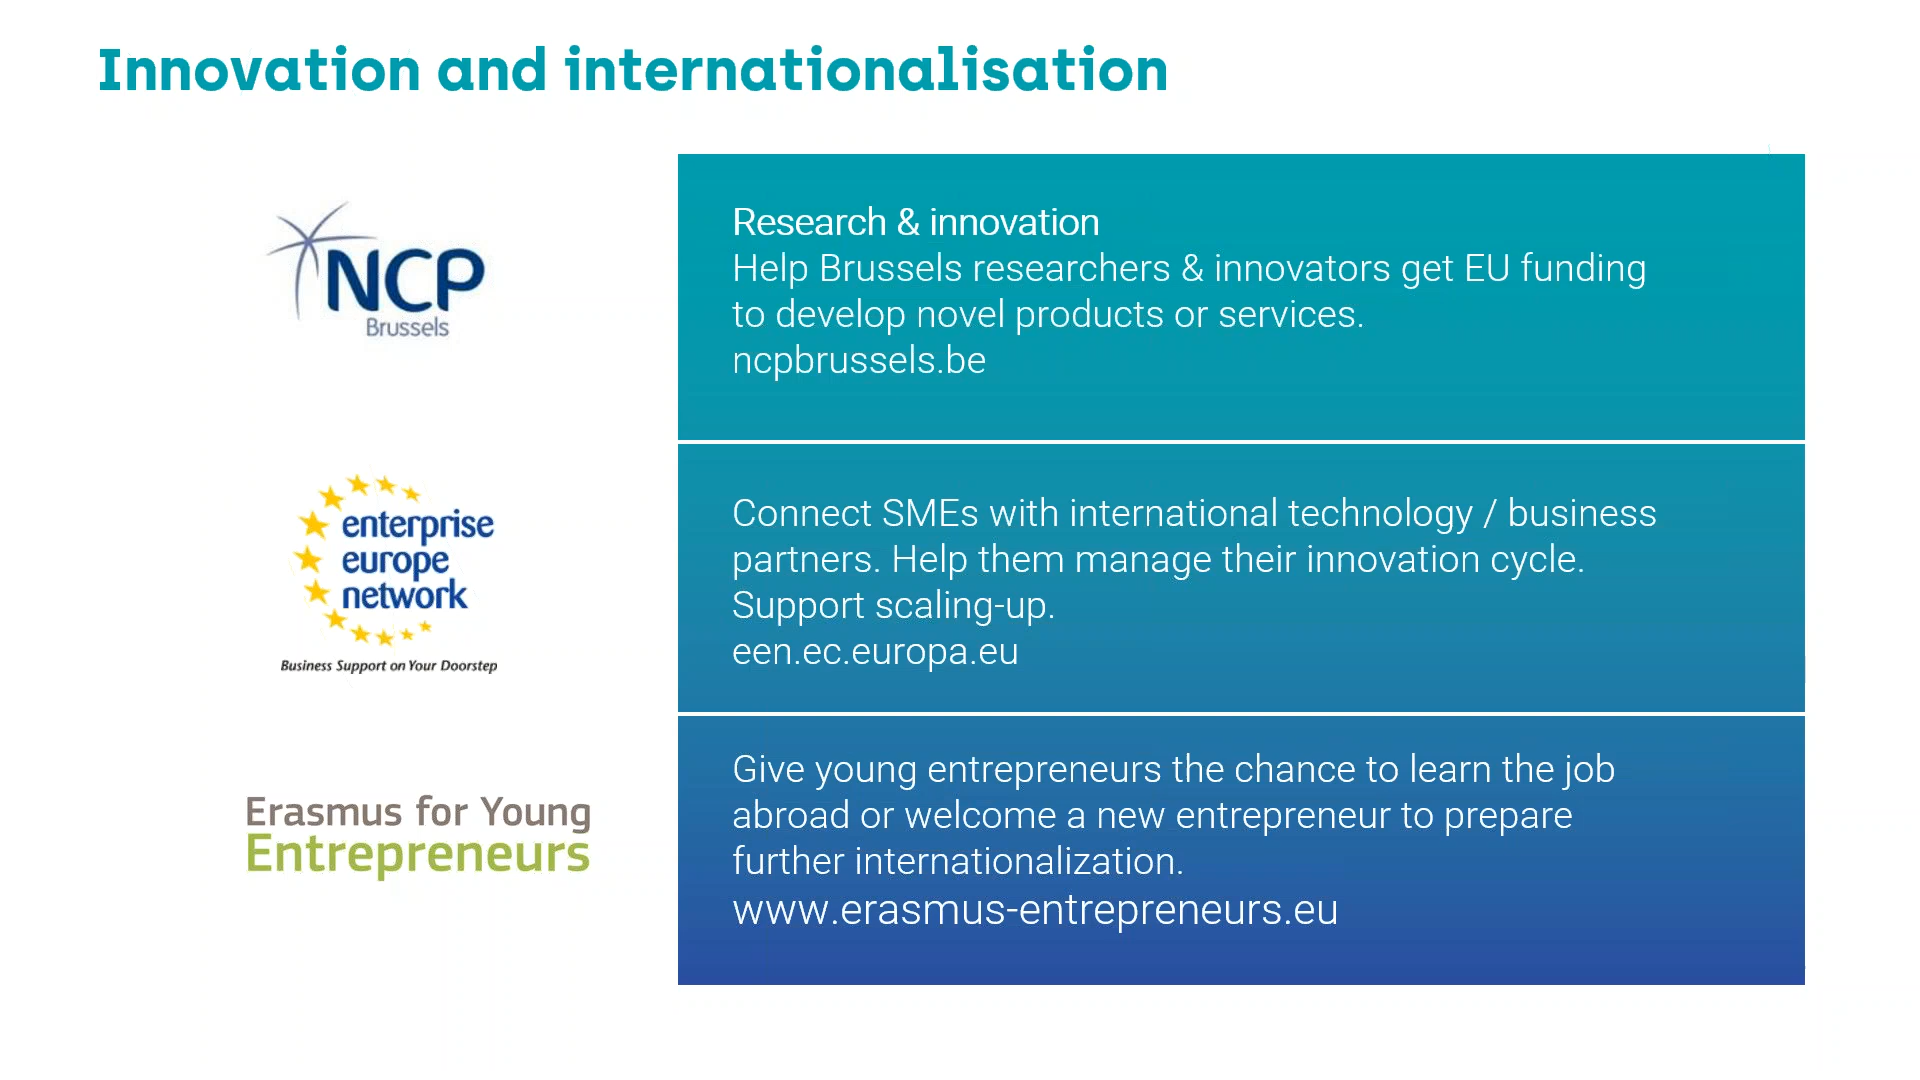 Innovation and internationalisation
NCP
Brussels
Research & innovation
Help Brussels researchers & innovators get EU funding
to develop novel products or services.
ncpbrussels.be
enterprise
europe
network
Business Support on Your Doorstep
Connect SMEs with international technology / business
partners. Help them manage their innovation cycle.
Support scaling-up.
een.ec.europa.eu
Erasmus for Young
Entrepreneurs
Give young entrepreneurs the chance to learn the job
abroad or welcome a new entrepreneur to prepare
further internationalization.
www.erasmus-entrepreneurs.eu